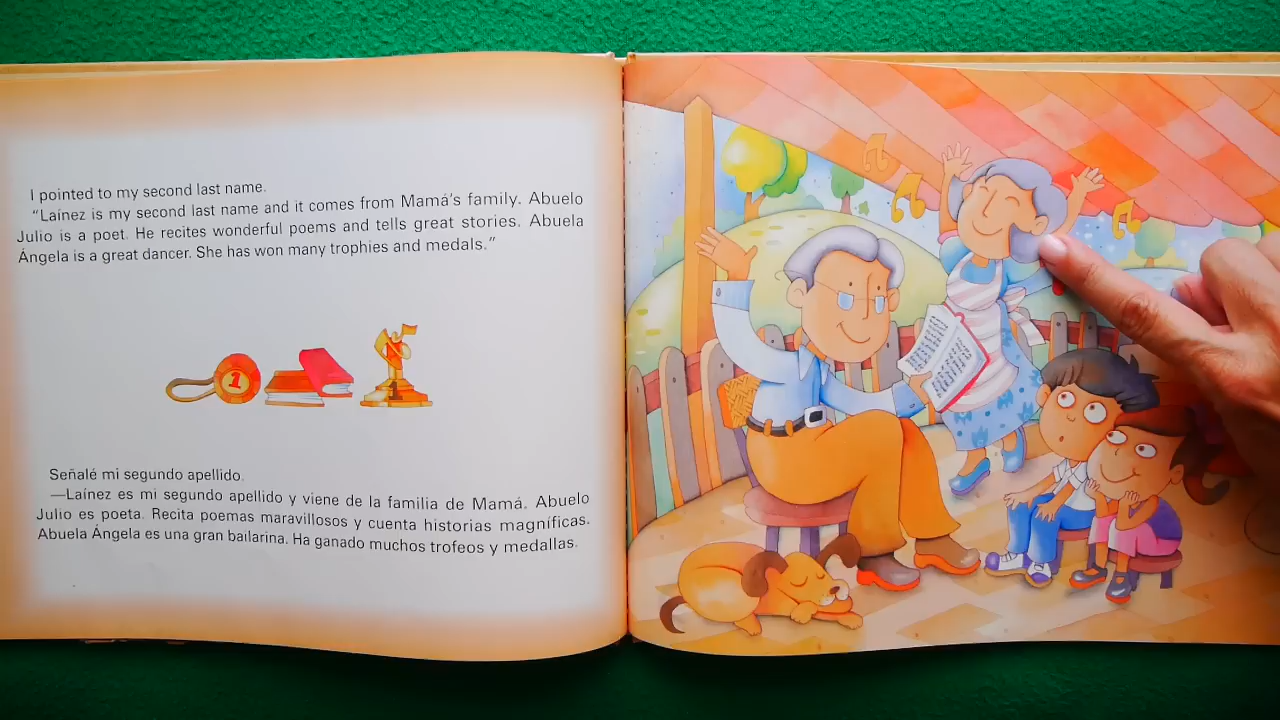 I pointed to my second last name.
“Laínez is my second last name and it comes from Mamá’s family. Abuelo
Julio is a poet. He recites wonderful poems and tells great stories. Abuela
Ángela is a great dancer. She has won many trophies and medals.”
1
1
Señalé mi segundo apellido.
—Laínez es mi segundo apellido y viene de la familia de Mamá. Abuelo
Julio es poeta. Recita poemas maravillosos y cuenta historias magníficas.
Abuela Ángela es una gran bailarina. Ha ganado muchos trofeos y medallas.